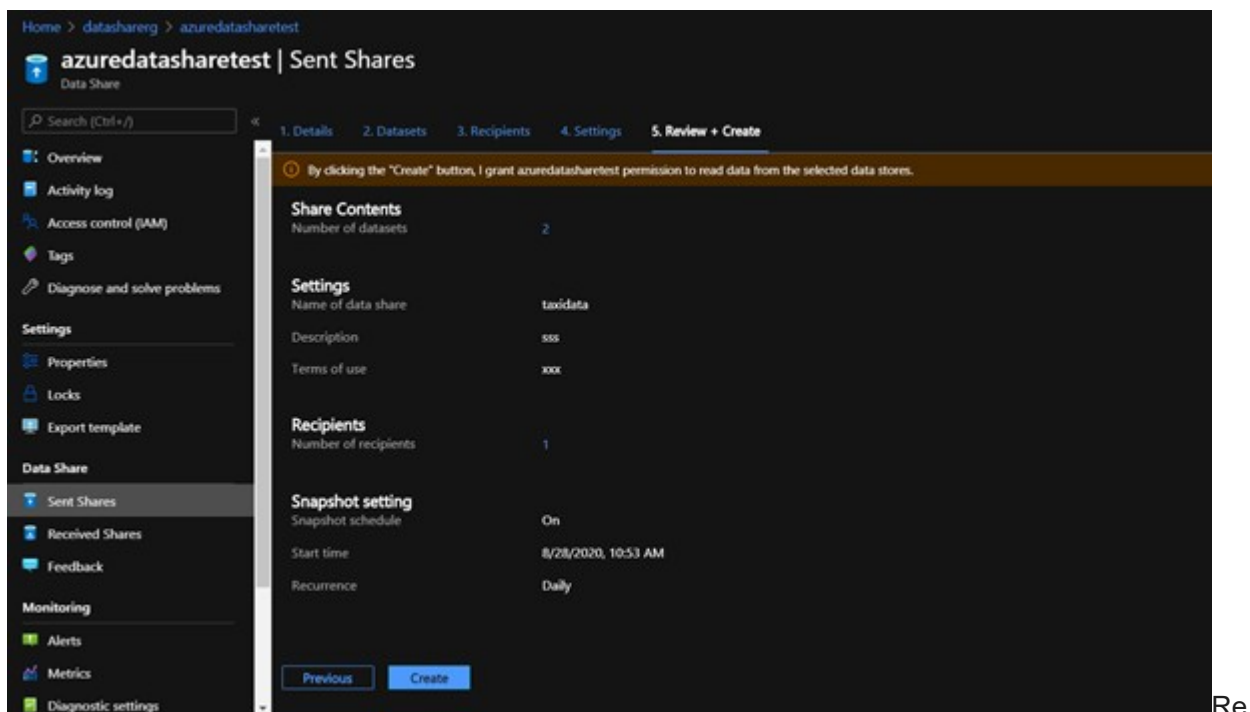 Home > datasharerg > azuredatasharetest
azuredatasharetest | Sent Shares
Data Share
Search (Ctrl+/)
«
Overview
Activity log
Access control (IAM)
Tags
Diagnose and solve problems
Settings
Properties
Locks
Export template
Data Share
Sent Shares
Received Shares
Feedback
Monitoring
Alerts
Metrics
Diagnostic settings
1. Details 2. Datasets 3. Recipients 4. Settings 5. Review + Create
By clicking the "Create" button, I grant azuredatasharetest permission to read data from the selected data stores.
Share Contents
Number of datasets 2
Settings
Name of data share taxidata
Description sss
Terms of use xxx
Recipients
Number of recipients 1
Snapshot setting
Snapshot schedule On
Start time 8/28/2020, 10:53 AM
Recurrence Daily
Previous Create
Re